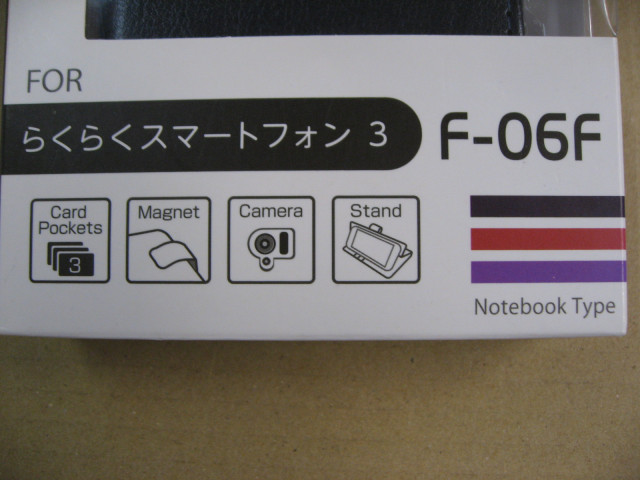 FOR
らくらくスマートフォン 3 F-06F
Card Pockets 3
Magnet
Camera
Stand
Notebook Type